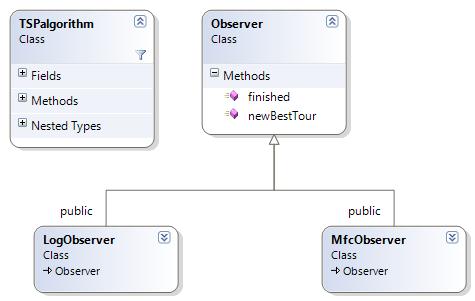 TSPalgorithm
Class
Fields
Methods
Nested Types
Observer
Class
Methods
finished
newBestTour
public
public
LogObserver
Class
Observer
MfcObserver
Class
Observer